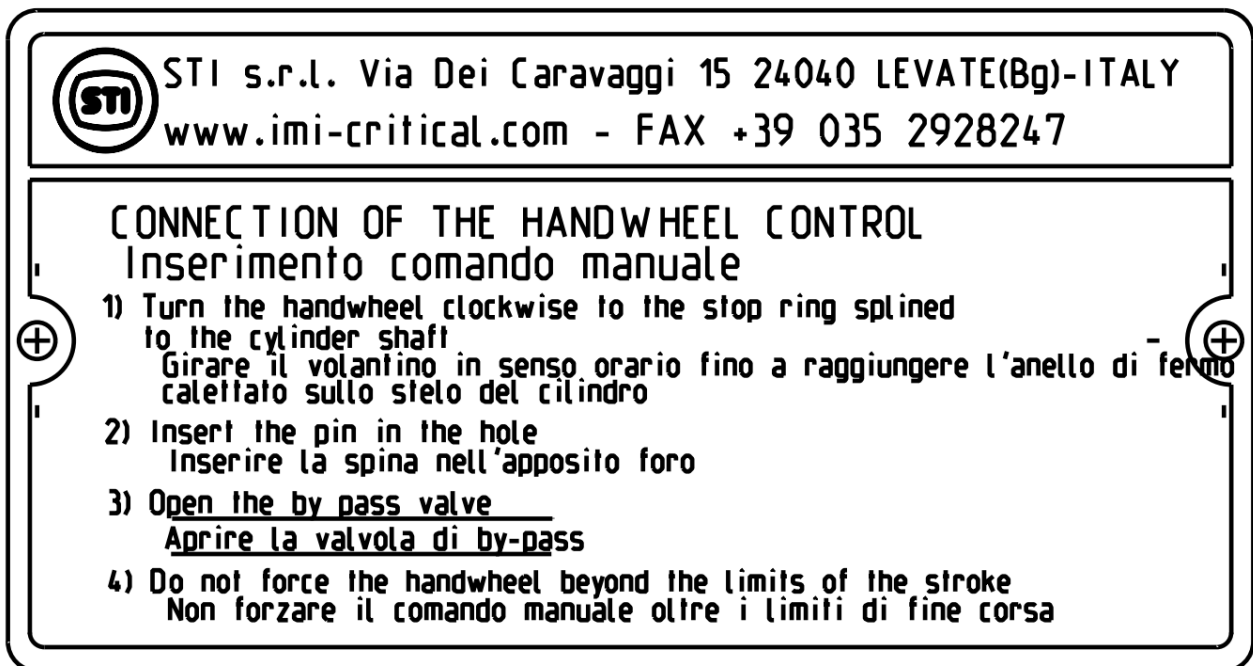 STI
STI s.r.l. Via Dei Caravaggi 15 24040 LEVATE(Bg)-ITALY
www.imi-critical.com - FAX +39 035 2928247
CONNECTION OF THE HANDWHEEL CONTROL
Inserimento comando manuale
1) Turn the handwheel clockwise to the stop ring splined
to the cylinder shaft
Girare il volantino in senso orario fino a raggiungere l'anello di fermo
calettato sullo stelo del cilindro
2) Insert the pin in the hole
Inserire la spina nell'apposito foro
3) Open the by pass valve
Aprire la valvola di by-pass
4) Do not force the handwheel beyond the limits of the stroke
Non forzare il comando manuale oltre i limiti di fine corsa